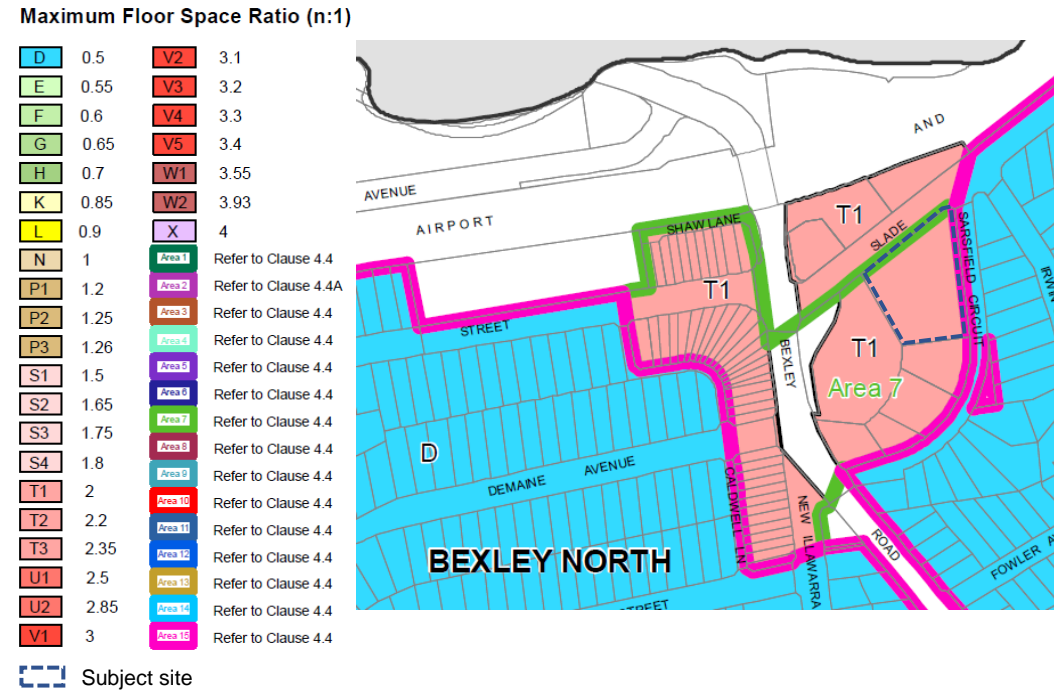 Maximum Floor Space Ratio (n:1)
D 0.5
E 0.55
F 0.6
G 0.65
H 0.7
K 0.85
L 0.9
N 1
P1 1.2
P2 1.25
P3 1.26
S1 1.5
S2 1.65
S3 1.75
S4 1.8
T1 2
T2 2.2
T3 2.35
U1 2.5
U2 2.85
V1 3
V2 3.1
V3 3.2
V4 3.3
V5 3.4
W1 3.55
W2 3.93
X 4
Area 1 Refer to Clause 4.4
Area 2 Refer to Clause 4.4A
Area 3 Refer to Clause 4.4
Area 4 Refer to Clause 4.4
Area 5 Refer to Clause 4.4
Area 6 Refer to Clause 4.4
Area 7 Refer to Clause 4.4
Area 8 Refer to Clause 4.4
Area 9 Refer to Clause 4.4
Area 10 Refer to Clause 4.4
Area 11 Refer to Clause 4.4
Area 12 Refer to Clause 4.4
Area 13 Refer to Clause 4.4
Area 14 Refer to Clause 4.4
Area 15 Refer to Clause 4.4
Subject site
AND
AVENUE
AIRPORT
SHAW LANE
T1
SLADE
SARSFIELD CIRCUIT
IRWIN
T1
STREET
BEXLEY
T1
Area 7
D
DEMAINE AVENUE
CALDWELL LN
NEW ILLAWARRA
ROAD
FOWLER
BEXLEY NORTH